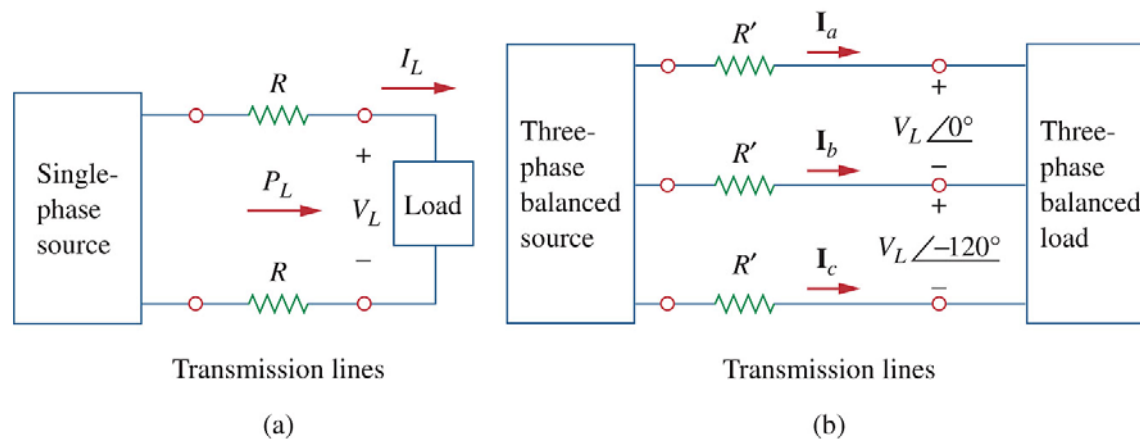 I_L
R
Single-
phase
source
P_L
+
V_L
−
Load
R
Transmission lines
(a)
R′
I_a
Three-
phase
balanced
source
+
V_L ∠0°
−
R′
I_b
+
V_L ∠−120°
−
R′
I_c
Three-
phase
balanced
load
Transmission lines
(b)